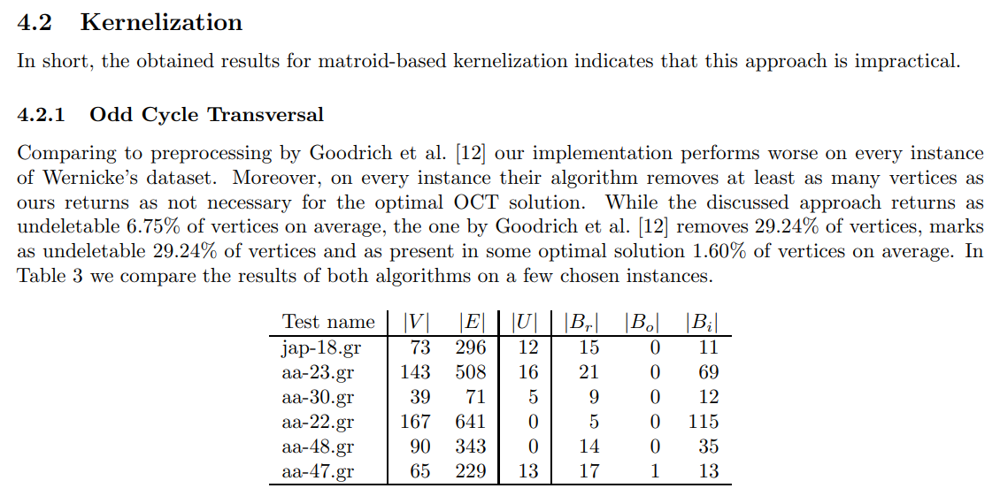 4.2 Kernelization
In short, the obtained results for matroid-based kernelization indicates that this approach is impractical.
4.2.1 Odd Cycle Transversal
Comparing to preprocessing by Goodrich et al. [12] our implementation performs worse on every instance
of Wernicke's dataset. Moreover, on every instance their algorithm removes at least as many vertices as
ours returns as not necessary for the optimal OCT solution. While the discussed approach returns as
undeletable 6.75% of vertices on average, the one by Goodrich et al. [12] removes 29.24% of vertices, marks
as undeletable 29.24% of vertices and as present in some optimal solution 1.60% of vertices on average. In
Table 3 we compare the results of both algorithms on a few chosen instances.
Test name |V| |E| |U| |B_r| |B_o| |B_i|
jap-18.gr 73 296 12 15 0 11
aa-23.gr 143 508 16 21 0 69
aa-30.gr 39 71 5 9 0 12
aa-22.gr 167 641 0 5 0 115
aa-48.gr 90 343 0 14 0 35
aa-47.gr 65 229 13 17 1 13